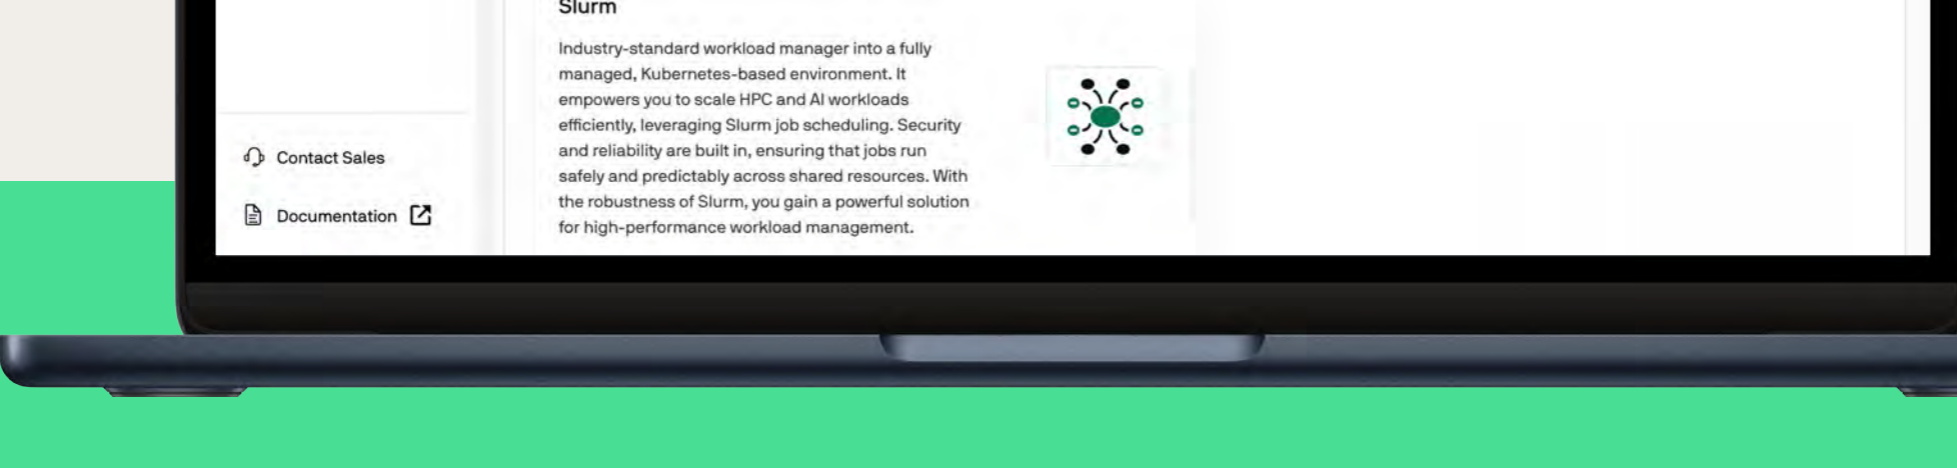 Slurm
Industry-standard workload manager into a fully
managed, Kubernetes-based environment. It
empowers you to scale HPC and AI workloads
efficiently, leveraging Slurm job scheduling. Security
and reliability are built in, ensuring that jobs run
safely and predictably across shared resources. With
the robustness of Slurm, you gain a powerful solution
for high-performance workload management.
Contact Sales
Documentation